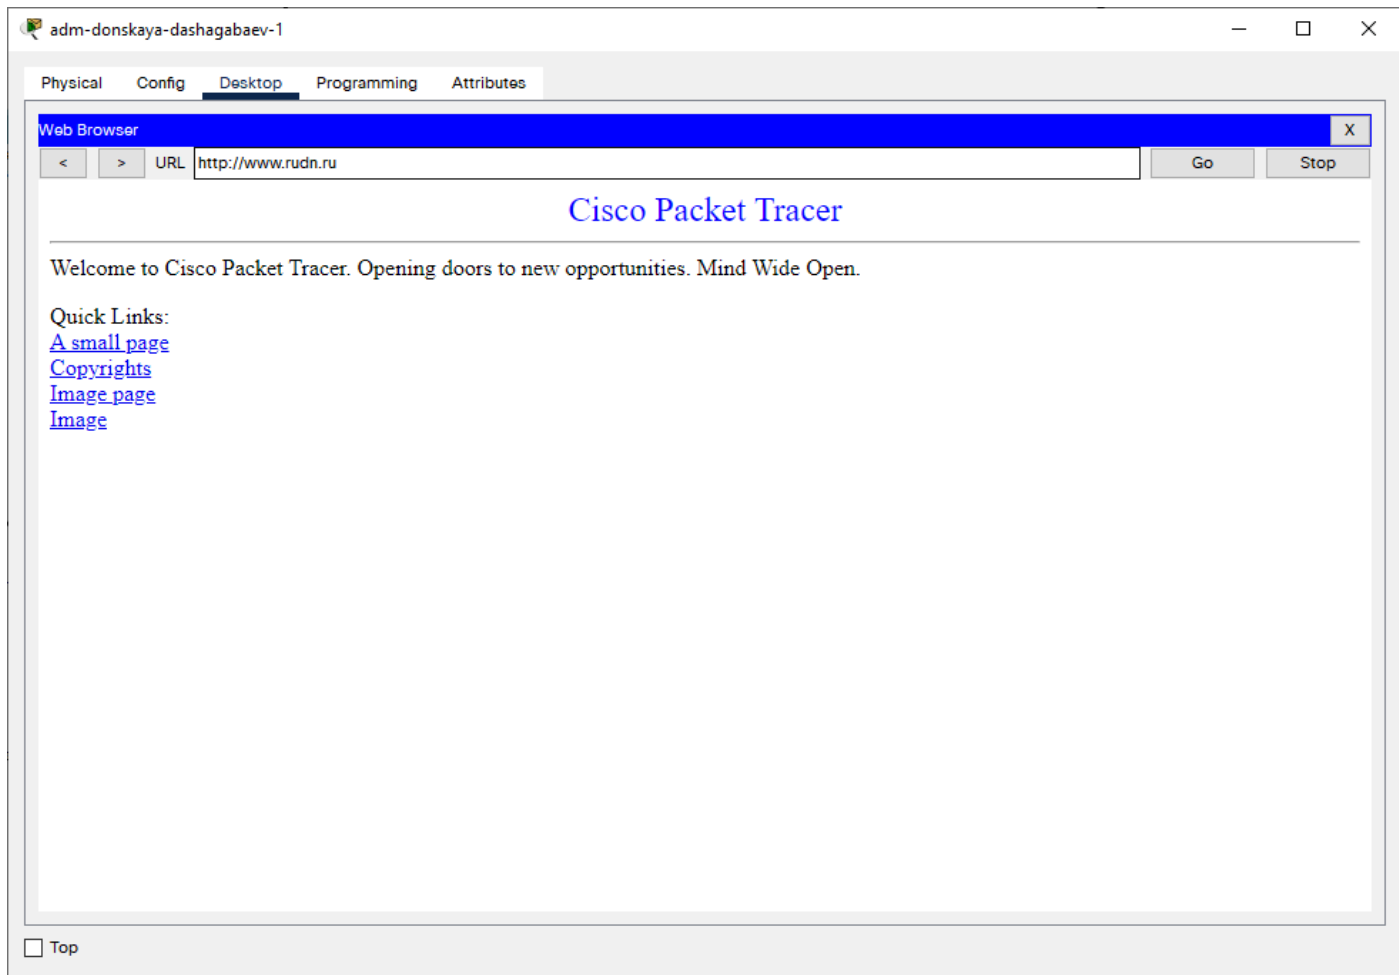 adm-donskaya-dashagabaev-1
Physical Config Desktop Programming Attributes
Web Browser X
< > URL http://www.rudn.ru Go Stop
Cisco Packet Tracer
Welcome to Cisco Packet Tracer. Opening doors to new opportunities. Mind Wide Open.
Quick Links:
A small page
Copyrights
Image page
Image
Top